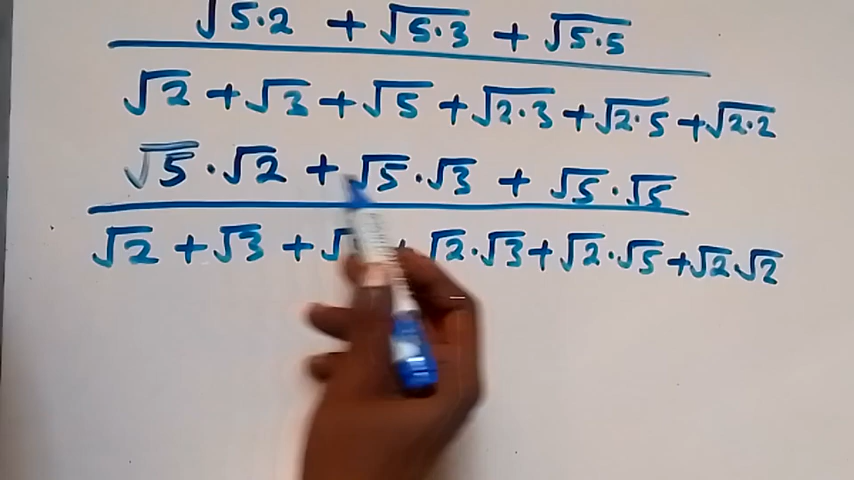 √5·2 + √5·3 + √5·5
√2 + √3 + √5 + √2·3 + √2·5 + √2·2
√5·√2 + √5·√3 + √5·√5
√2 + √3 + √ + √2·√3 + √2·√5 + √2√2